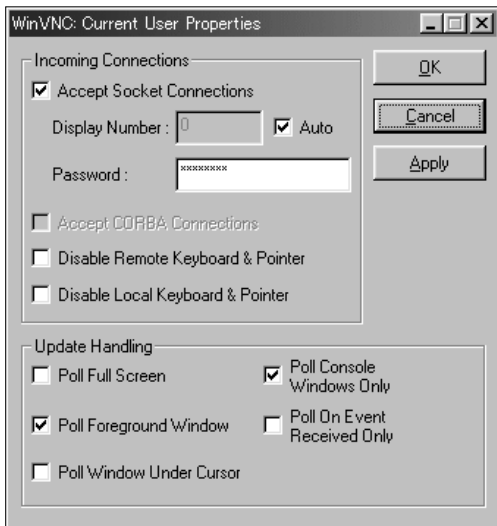 WinVNC: Current User Properties
Incoming Connections
Accept Socket Connections
Display Number : 0
Auto
Password : ********
Accept CORBA Connections
Disable Remote Keyboard & Pointer
Disable Local Keyboard & Pointer
OK
Cancel
Apply
Update Handling
Poll Full Screen
Poll Console
Windows Only
Poll Foreground Window
Poll On Event
Received Only
Poll Window Under Cursor